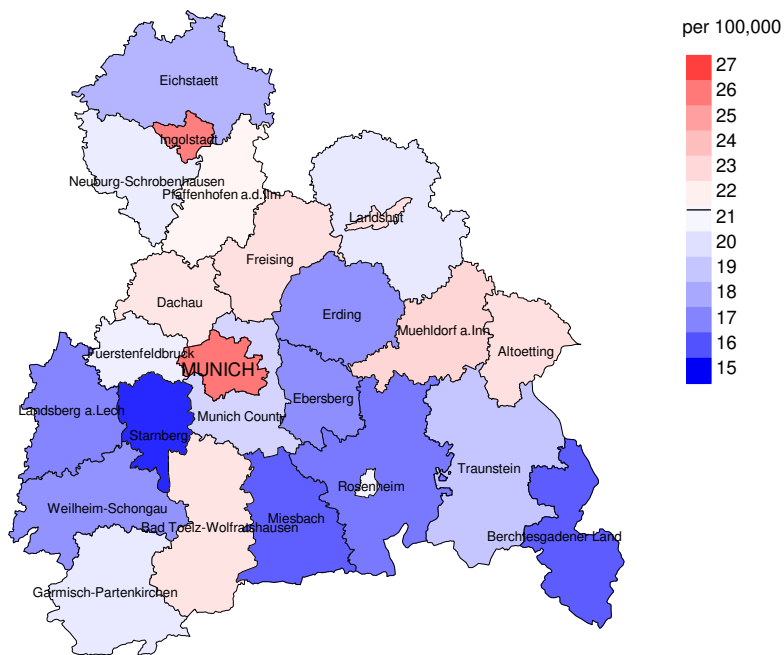 per 100,000
27
26
25
24
23
22
21
20
19
18
17
16
15
Eichstaett
Ingolstadt
Neuburg-Schrobenhausen
Pfaffenhofen a.d.Ilm
Landshut
Freising
Dachau
Erding
Muehldorf a.Inn
Altoetting
Fuerstenfeldbruck
MUNICH
Ebersberg
Landsberg a.Lech
Munich County
Starnberg
Traunstein
Rosenheim
Weilheim-Schongau
Miesbach
Bad Toelz-Wolfratshausen
Berchtesgadener Land
Garmisch-Partenkirchen